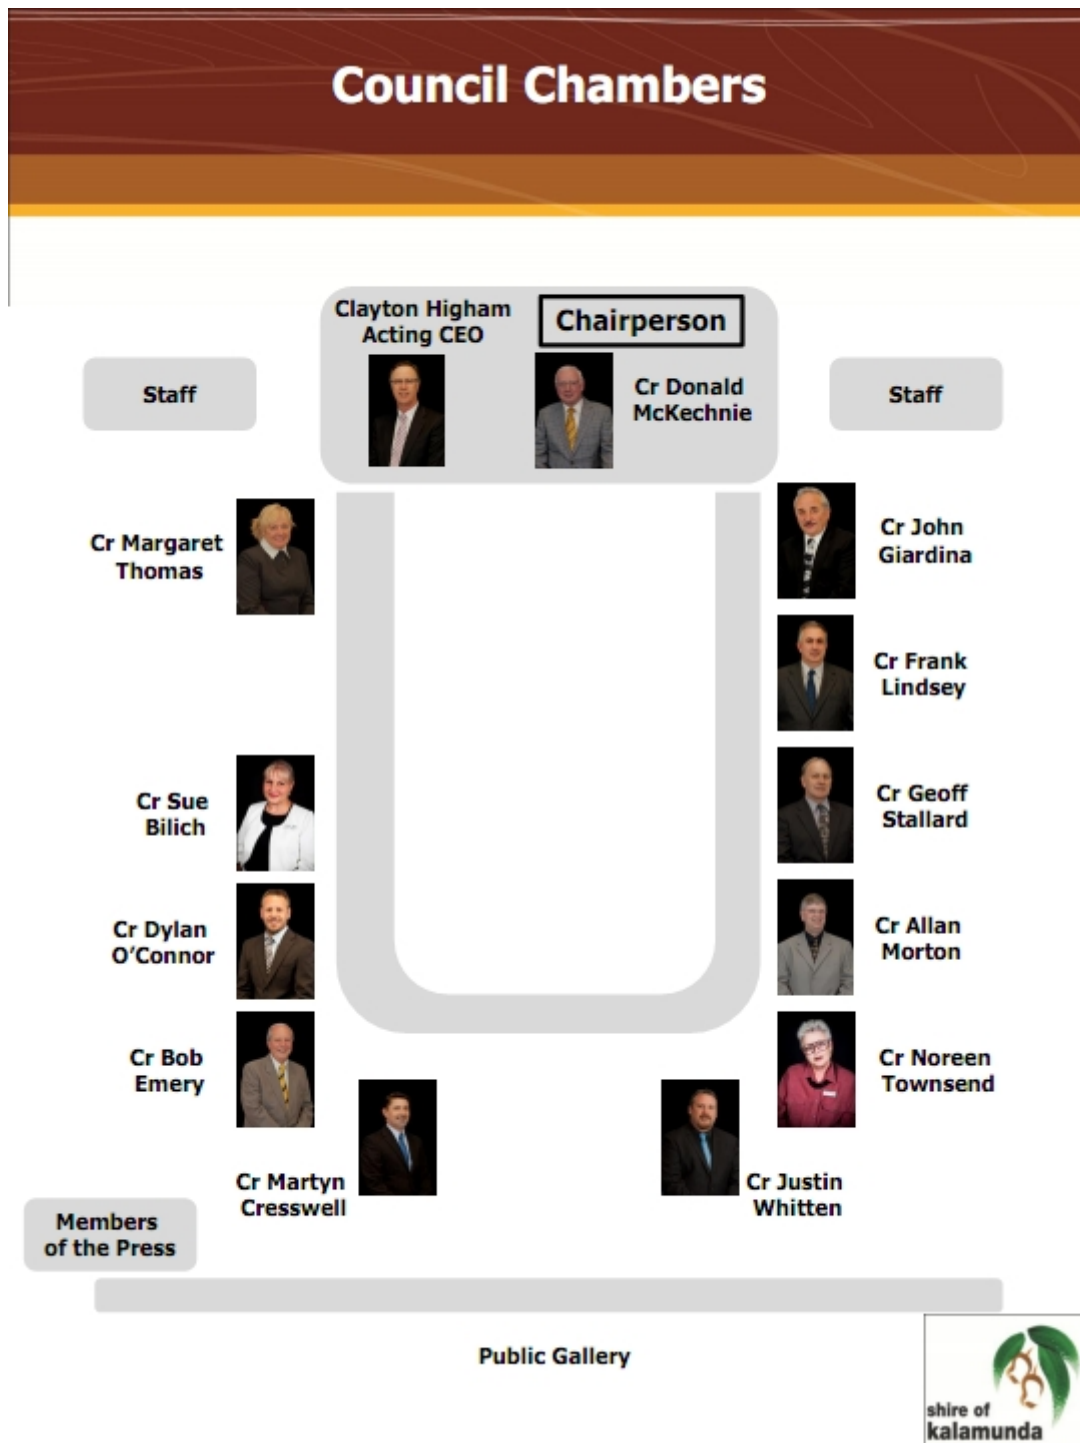 Council Chambers
Clayton Higham
Acting CEO
Chairperson
Cr Donald
McKechnie
Staff
Staff
Cr Margaret
Thomas
Cr John
Giardina
Cr Frank
Lindsey
Cr Sue
Bilich
Cr Geoff
Stallard
Cr Dylan
O’Connor
Cr Allan
Morton
Cr Bob
Emery
Cr Noreen
Townsend
Cr Martyn
Cresswell
Cr Justin
Whitten
Members
of the Press
Public Gallery
shire of
kalamunda